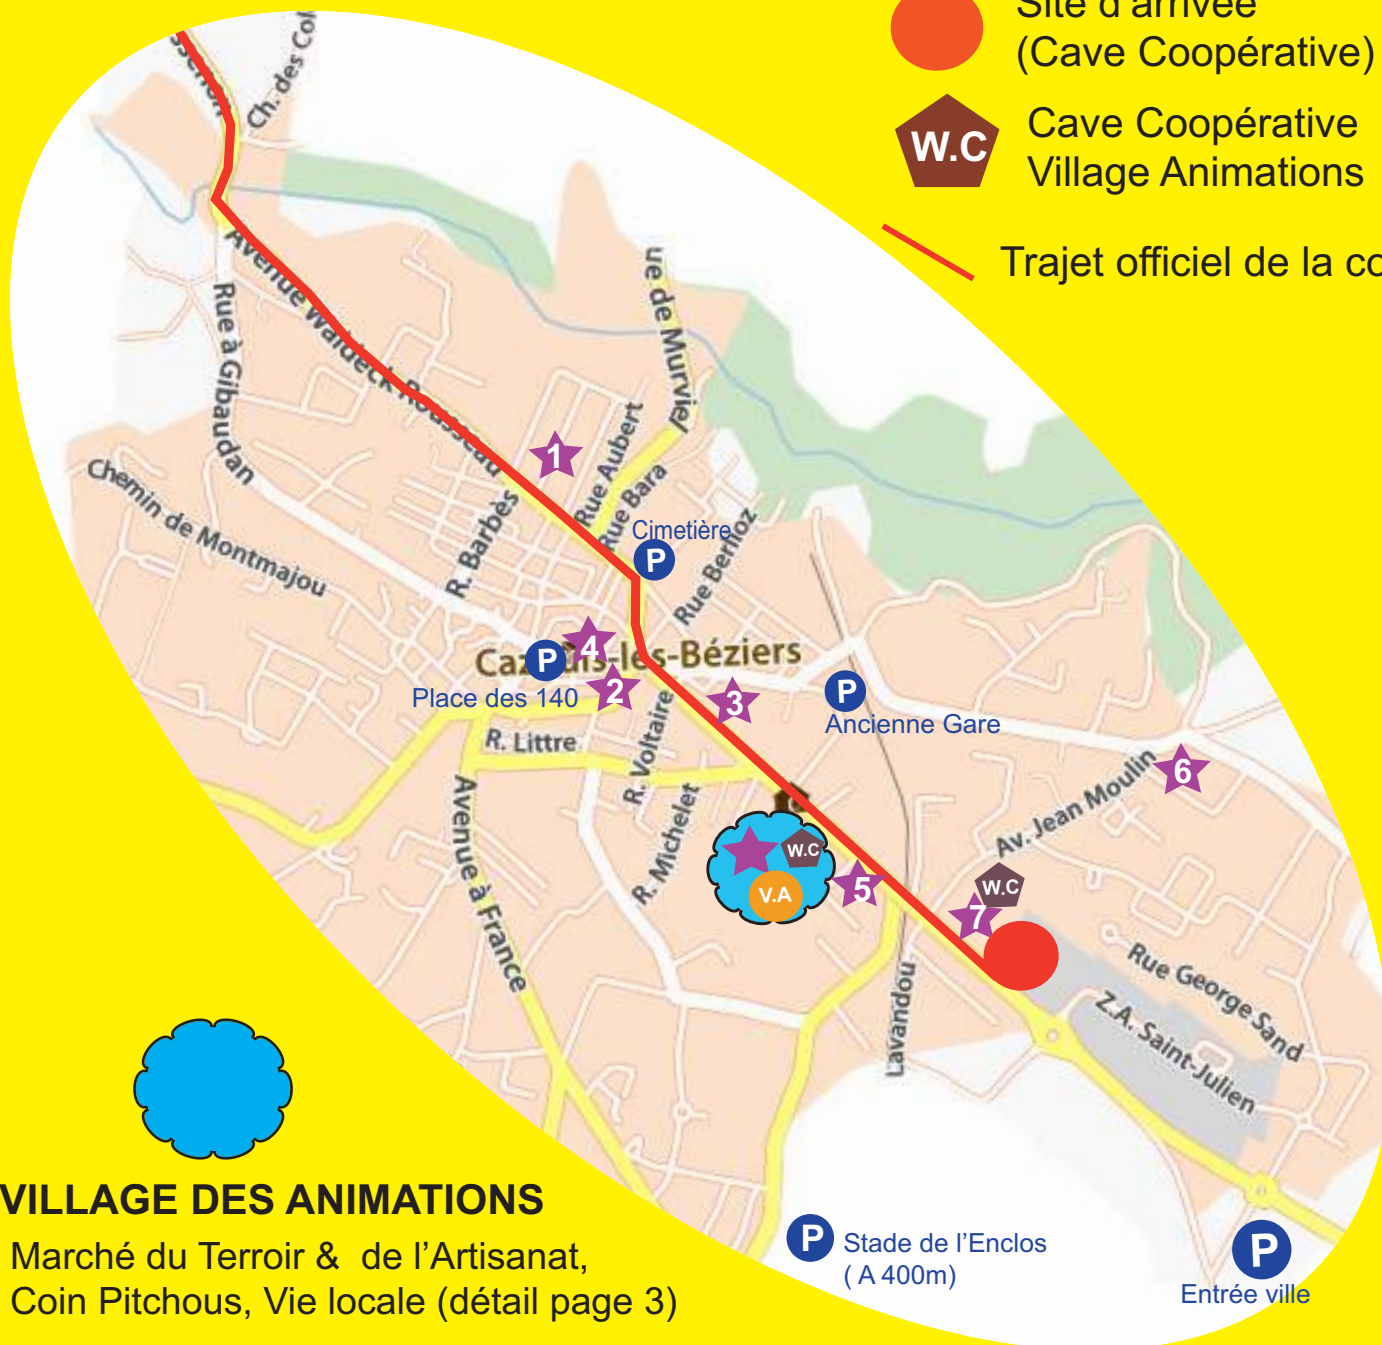 Site d'arrivée
(Cave Coopérative)
W.C
Cave Coopérative
Village Animations
Trajet officiel de la
Ch. des
Avenue Waldeck Rousseau
Rue à Gibaudan
ue de Murviel
Chemin de Montmajou
1
Rue Aubert
Rue Bara
R. Barbès
Cimetière
P
Rue Berlioz
4
P
les-Béziers
Place des 140
2
3
P
Ancienne Gare
R. Littre
R. Voltaire
6
Av. Jean Moulin
Avenue à France
R. Michelet
W.C
V.A
5
W.C
7
Rue George Sand
Lavandou
Z.A. Saint-Julien
VILLAGE DES ANIMATIONS
Marché du Terroir & de l'Artisanat,
Coin Pitchous, Vie locale (détail page 3)
P
Stade de l'Enclos
( A 400m)
P
Entrée ville